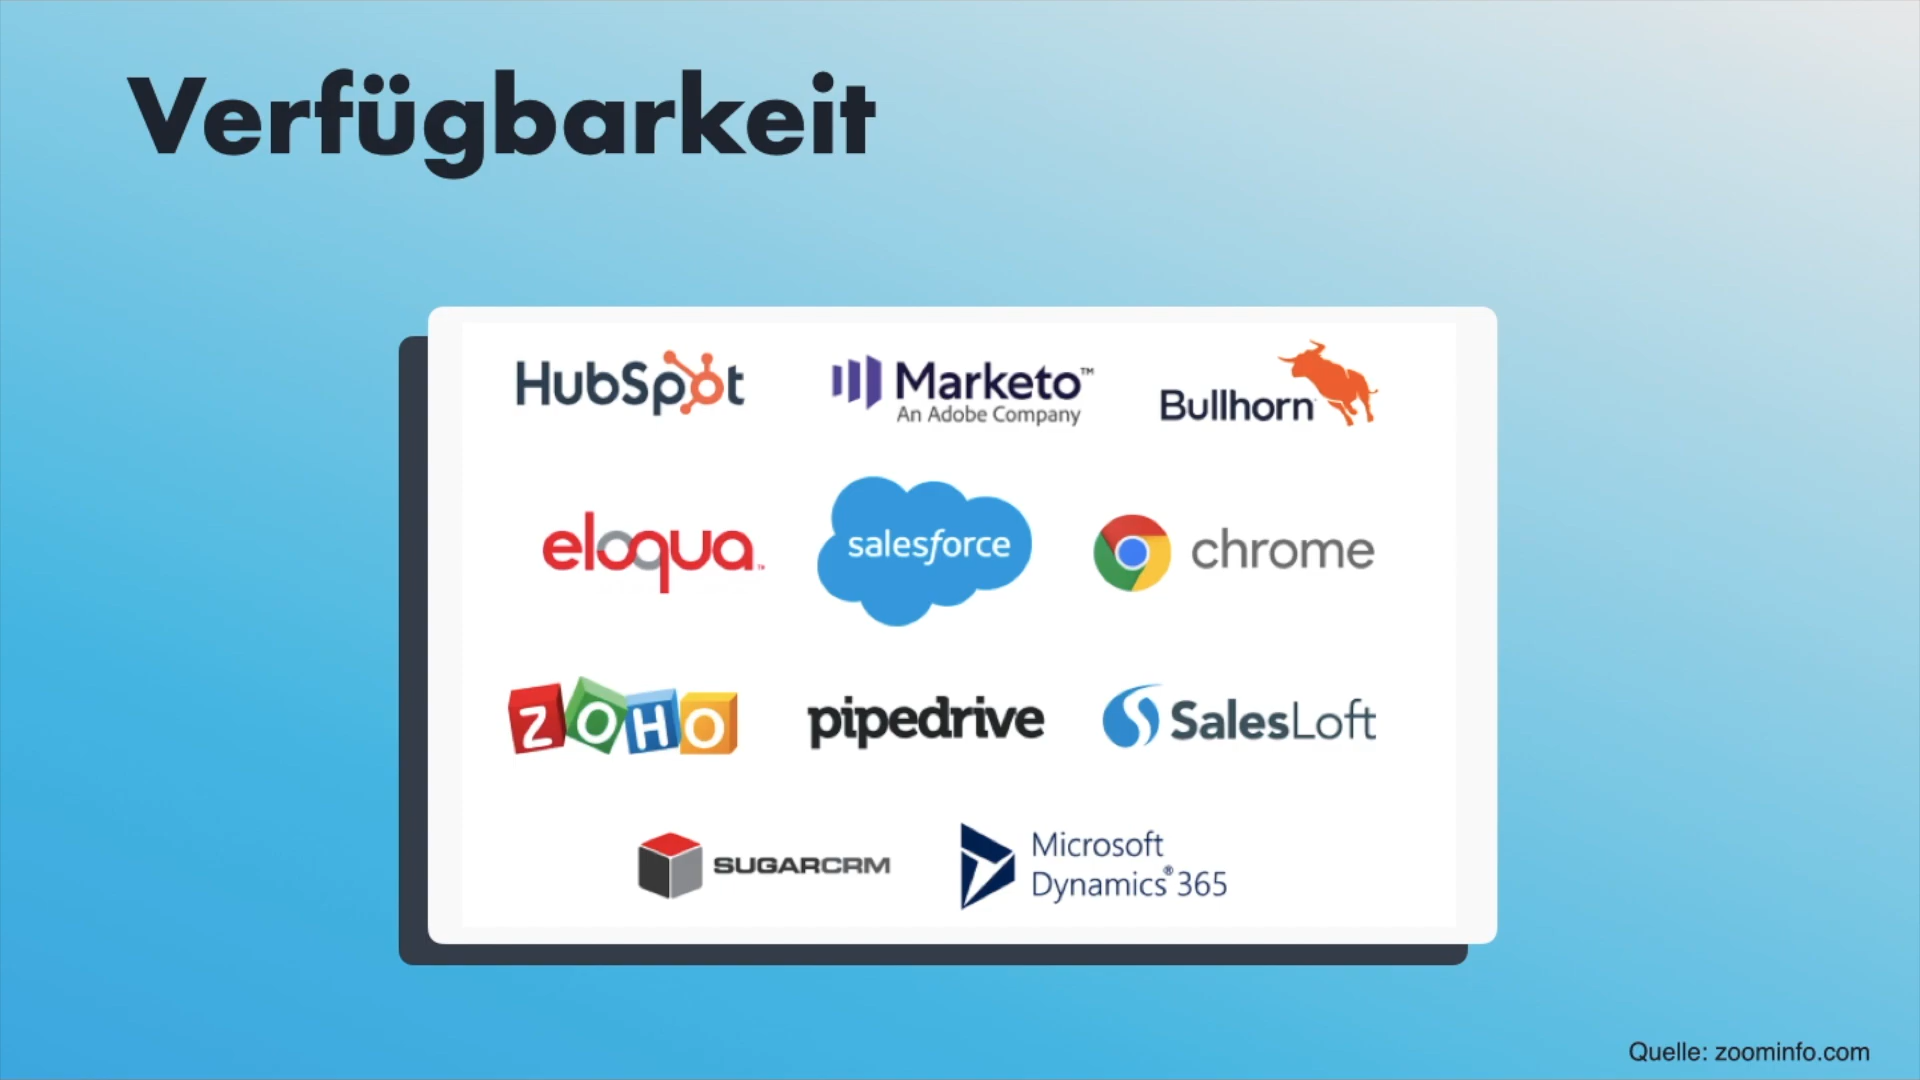 Verfügbarkeit
HubSpot
Marketo™
An Adobe Company
Bullhorn
eloqua™
salesforce
chrome
ZOHO
pipedrive
SalesLoft
SUGARCRM
Microsoft
Dynamics® 365
Quelle: zoominfo.com